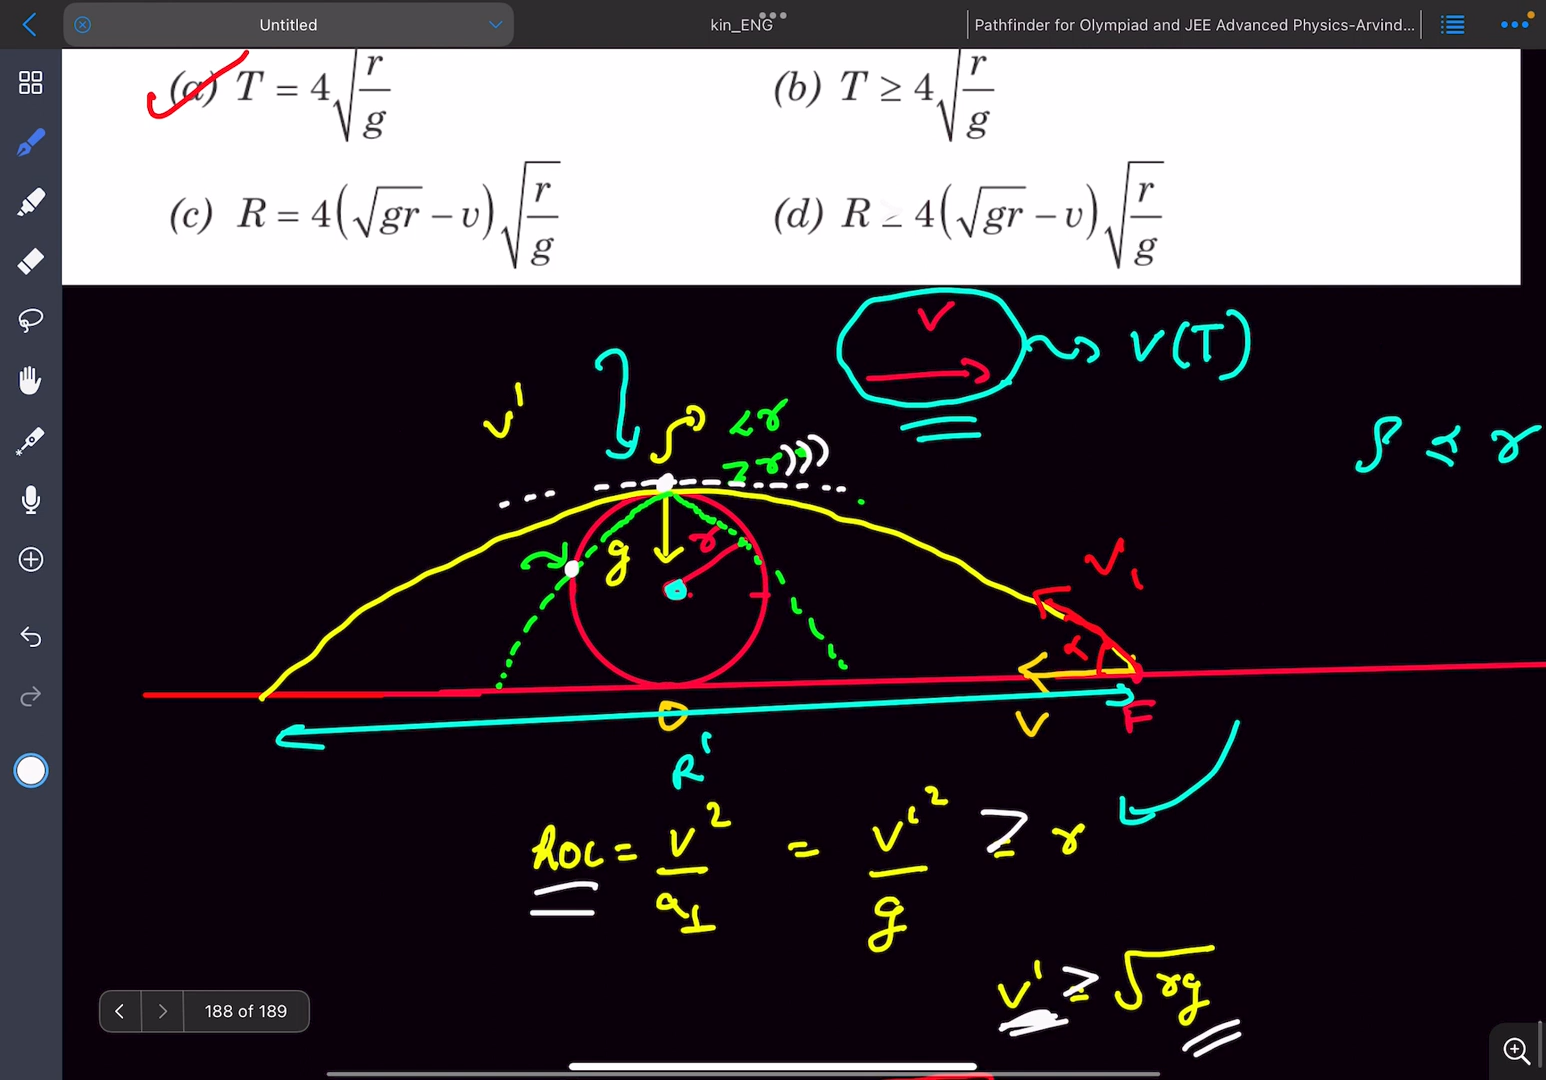 Untitled
kin_ENG
Pathfinder for Olympiad and JEE Advanced Physics-Arvind...
(a) T = 4√(r/g)
(b) T ≥ 4√(r/g)
(c) R = 4(√gr − v)√(r/g)
(d) R ≥ 4(√gr − v)√(r/g)
V
V(T)
v'
ρ
< r
≥ r
ρ ≥ r
g
r
V₁
α
V
F
O
R'
ROC = v²/a⊥ = v'²/g ≥ r
v' ≥ √rg
188 of 189